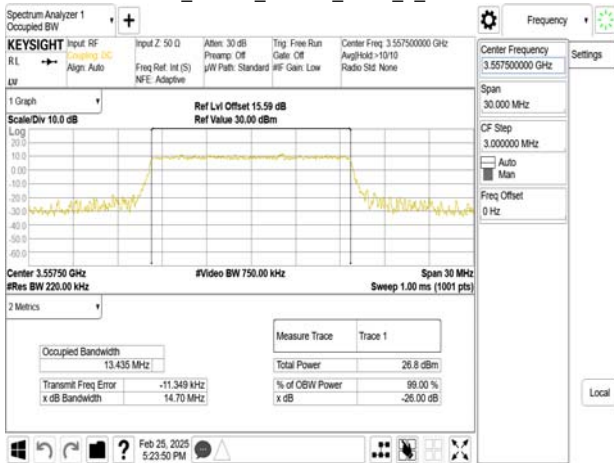 Spectrum Analyzer 1
Occupied BW
Frequency
KEYSIGHT
RL
Input: RF
Coupling: DC
Align: Auto
Input Z: 50 Ω
Freq Ref: Int (S)
NFE: Adaptive
Atten: 30 dB
Preamp: Off
µW Path: Standard
Trig: Free Run
Gate: Off
#IF Gain: Low
Center Freq: 3.557500000 GHz
Avg|Hold:>10/10
Radio Std: None
Center Frequency
3.557500000 GHz
Settings
Span
30.000 MHz
CF Step
3.000000 MHz
Auto
Man
Freq Offset
0 Hz
Local
1 Graph
Scale/Div 10.0 dB
Ref Lvl Offset 15.59 dB
Ref Value 30.00 dBm
Log
20.0
10.0
0.00
-10.0
-20.0
-30.0
-40.0
-50.0
-60.0
Center 3.55750 GHz
#Res BW 220.00 kHz
#Video BW 750.00 kHz
Span 30 MHz
Sweep 1.00 ms (1001 pts)
2 Metrics
Measure Trace Trace 1
Occupied Bandwidth
13.435 MHz
Total Power 26.8 dBm
Transmit Freq Error -11.349 kHz
% of OBW Power 99.00 %
x dB Bandwidth 14.70 MHz
x dB -26.00 dB
Feb 25, 2025
5:23:50 PM